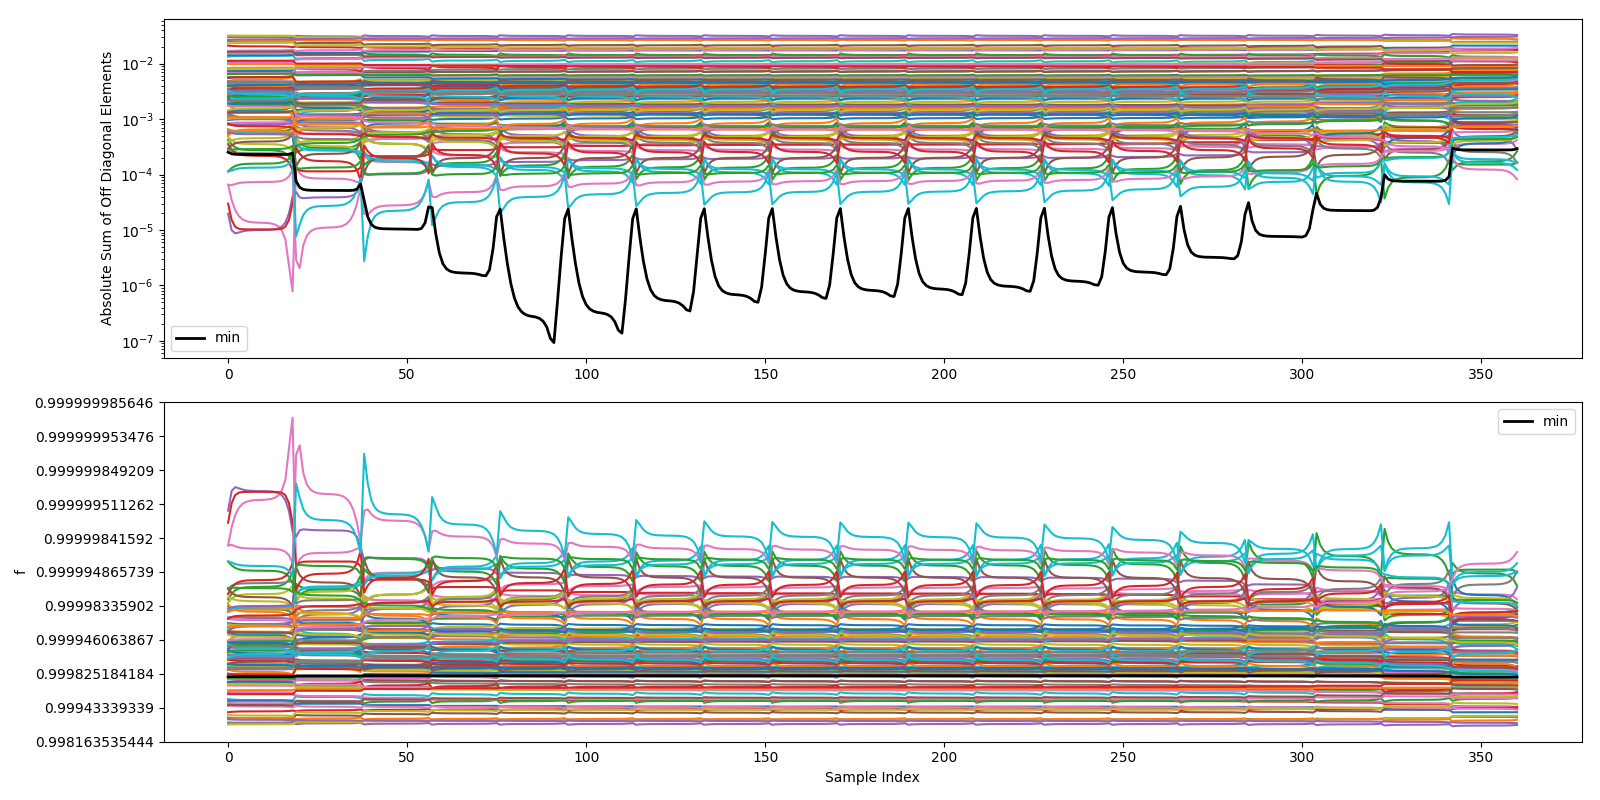 Absolute Sum of Off Diagonal Elements
10⁻²
10⁻³
10⁻⁴
10⁻⁵
10⁻⁶
10⁻⁷
min
0 50 100 150 200 250 300 350
f
0.999999985646
0.999999953476
0.999999849209
0.999999511262
0.99999841592
0.999994865739
0.99998335902
0.999946063867
0.999825184184
0.99943339339
0.998163535444
min
0 50 100 150 200 250 300 350
Sample Index